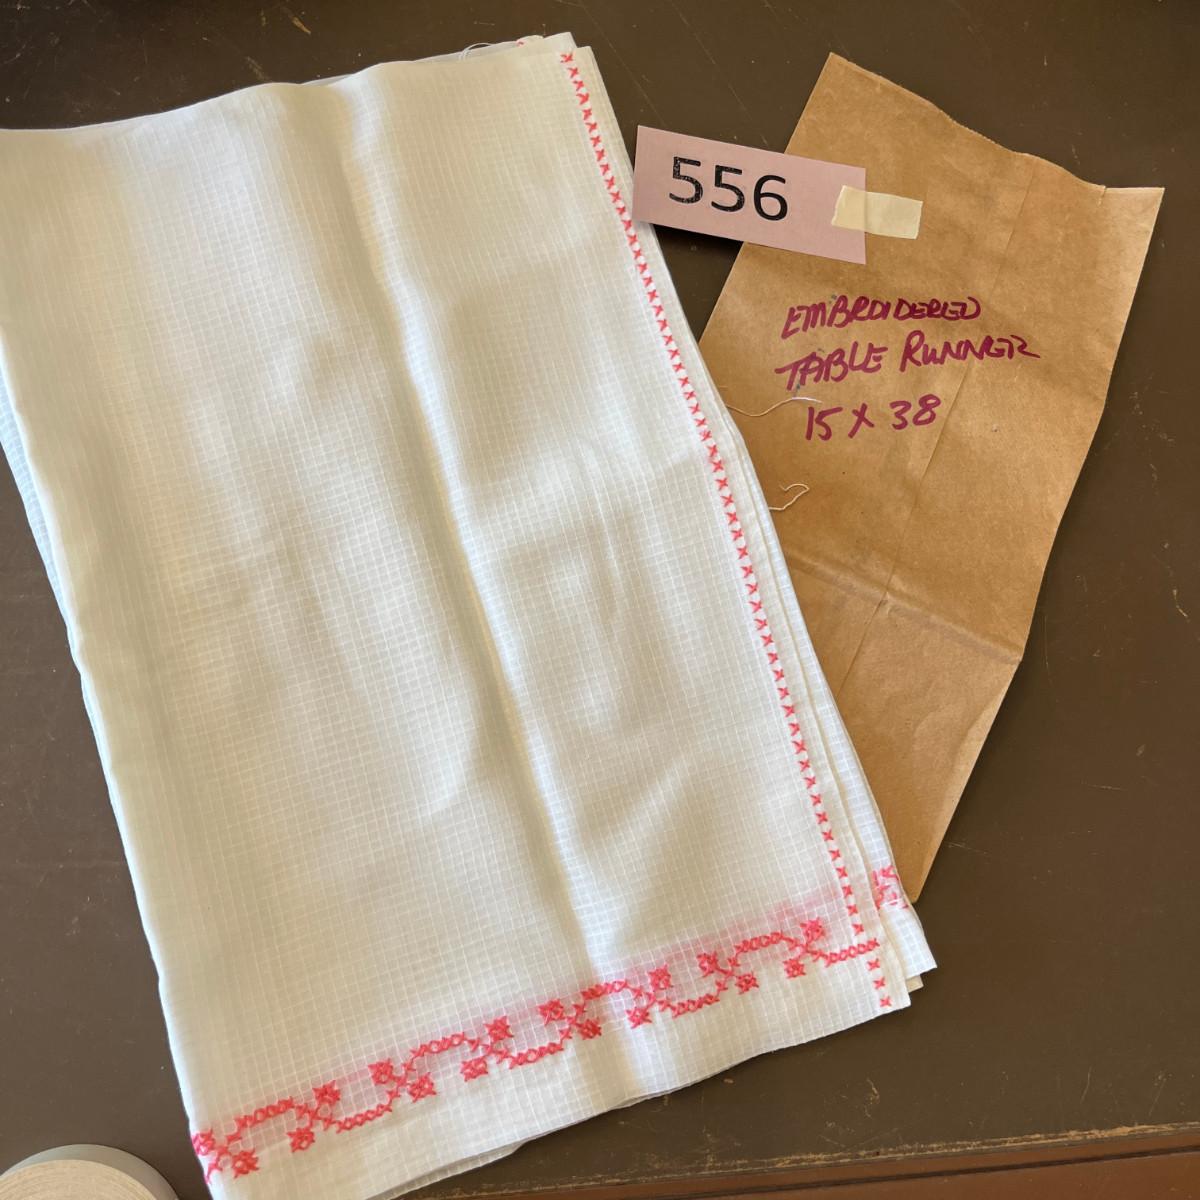 556
EMBROIDERED
TABLE RUNNER
15 X 38